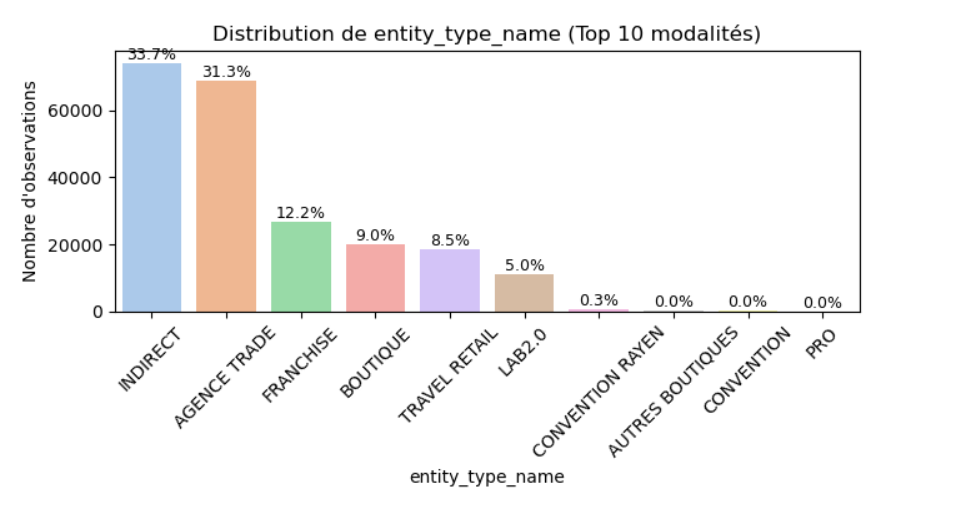 Distribution de entity_type_name (Top 10 modalités)
33.7%
31.3%
12.2%
9.0%
8.5%
5.0%
0.3%
0.0%
0.0%
0.0%
Nombre d'observations
60000
40000
20000
0
INDIRECT
AGENCE TRADE
FRANCHISE
BOUTIQUE
TRAVEL RETAIL
LAB2.0
CONVENTION RAYEN
AUTRES BOUTIQUES
CONVENTION
PRO
entity_type_name